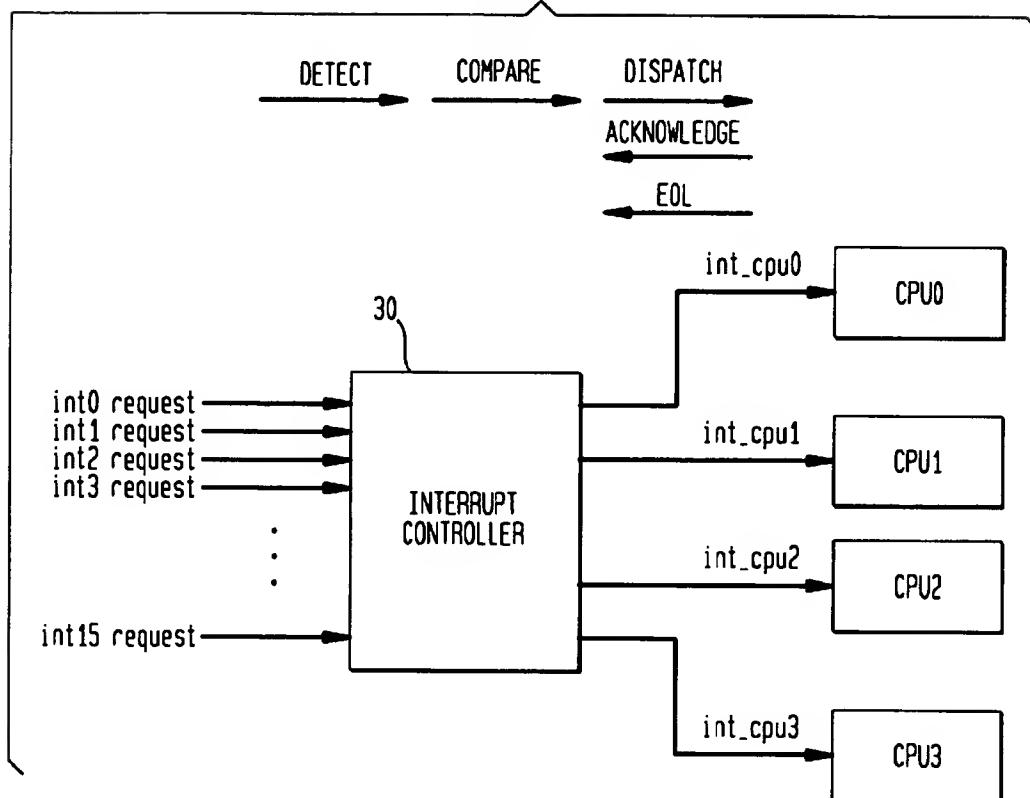 DETECT
COMPARE
DISPATCH
ACKNOWLEDGE
EOL
int_cpu0
CPU0
30
int0 request
int1 request
int2 request
int3 request
int15 request
INTERRUPT
CONTROLLER
int_cpu1
CPU1
int_cpu2
CPU2
int_cpu3
CPU3